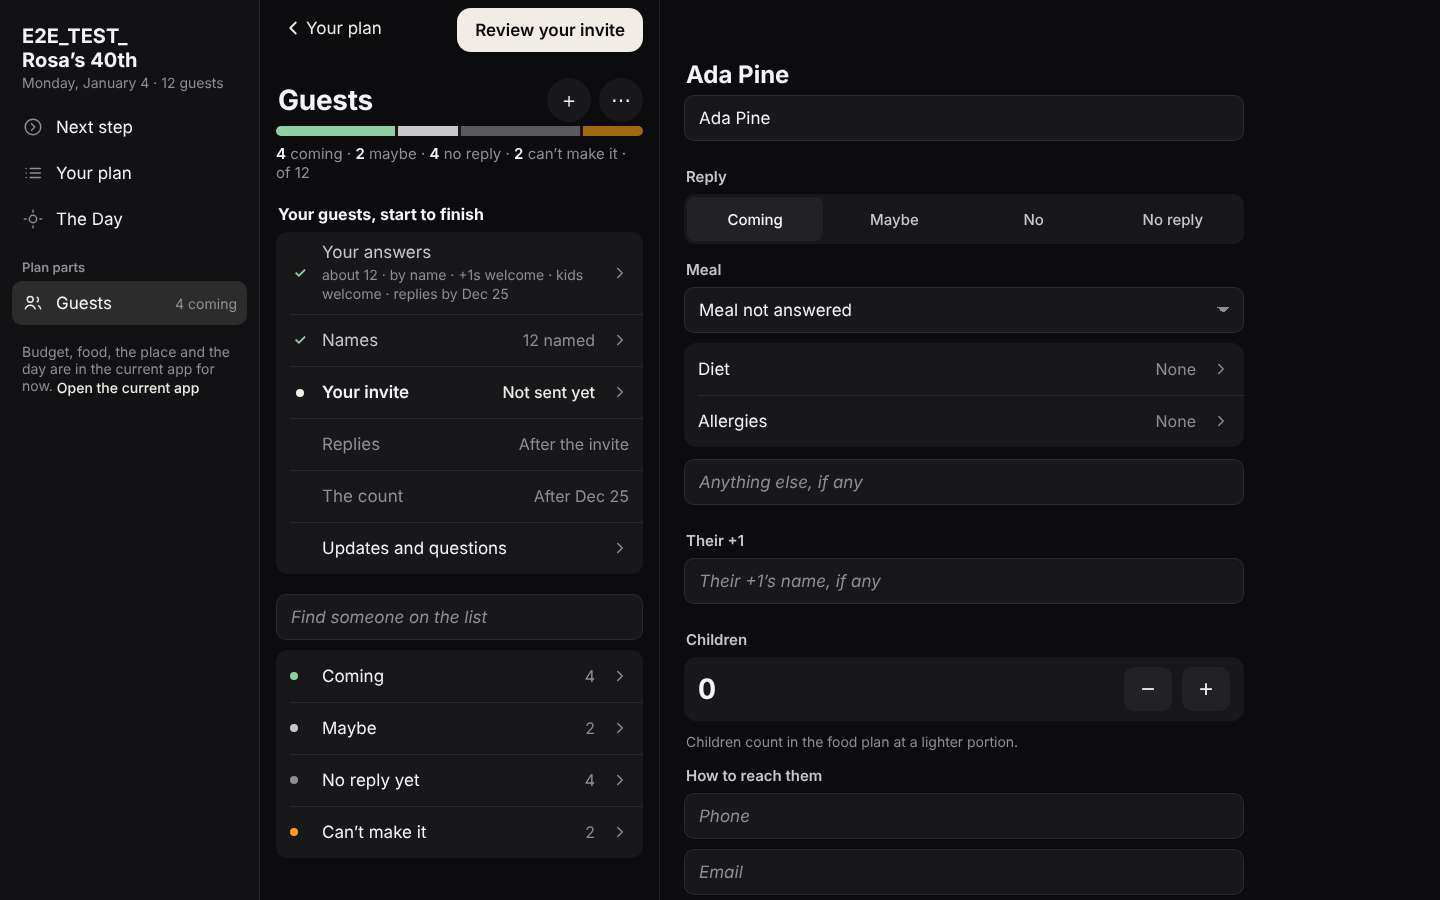 E2E_TEST_
Rosa’s 40th
Monday, January 4 · 12 guests
Next step
Your plan
The Day
Plan parts
Guests 4 coming
Budget, food, the place and the
day are in the current app for
now. Open the current app
Your plan
Review your invite
Guests
4 coming · 2 maybe · 4 no reply · 2 can’t make it ·
of 12
Your guests, start to finish
Your answers
about 12 · by name · +1s welcome · kids
welcome · replies by Dec 25
Names 12 named
Your invite Not sent yet
Replies After the invite
The count After Dec 25
Updates and questions
Find someone on the list
Coming 4
Maybe 2
No reply yet 4
Can’t make it 2
Ada Pine
Ada Pine
Reply
Coming Maybe No No reply
Meal
Meal not answered
Diet None
Allergies None
Anything else, if any
Their +1
Their +1’s name, if any
Children
0
Children count in the food plan at a lighter portion.
How to reach them
Phone
Email